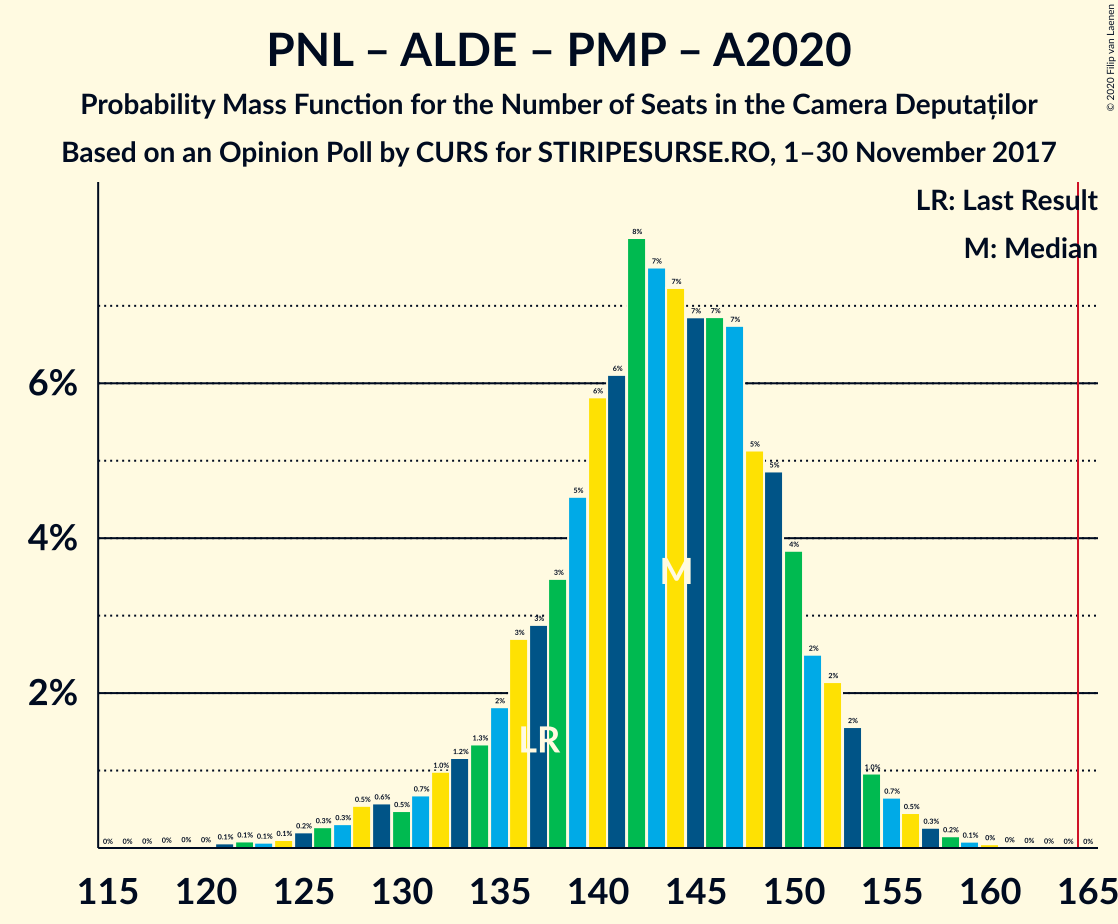 PNL – ALDE – PMP – A2020
Probability Mass Function for the Number of Seats in the Camera Deputaților
Based on an Opinion Poll by CURS for STIRIPESURSE.RO, 1–30 November 2017
© 2020 Filip van Laenen
LR: Last Result
M: Median
6%
4%
2%
0% 0% 0% 0% 0% 0% 0.1% 0.1% 0.1% 0.1% 0.2% 0.3% 0.3% 0.5% 0.6% 0.5% 0.7% 1.0% 1.2% 1.3% 2% 3% 3% 3% 5% 6% 6% 8% 7% 7% 7% 7% 7% 5% 5% 4% 2% 2% 2% 1.0% 0.7% 0.5% 0.3% 0.2% 0.1% 0% 0% 0% 0% 0% 0%
M
LR
115 120 125 130 135 140 145 150 155 160 165